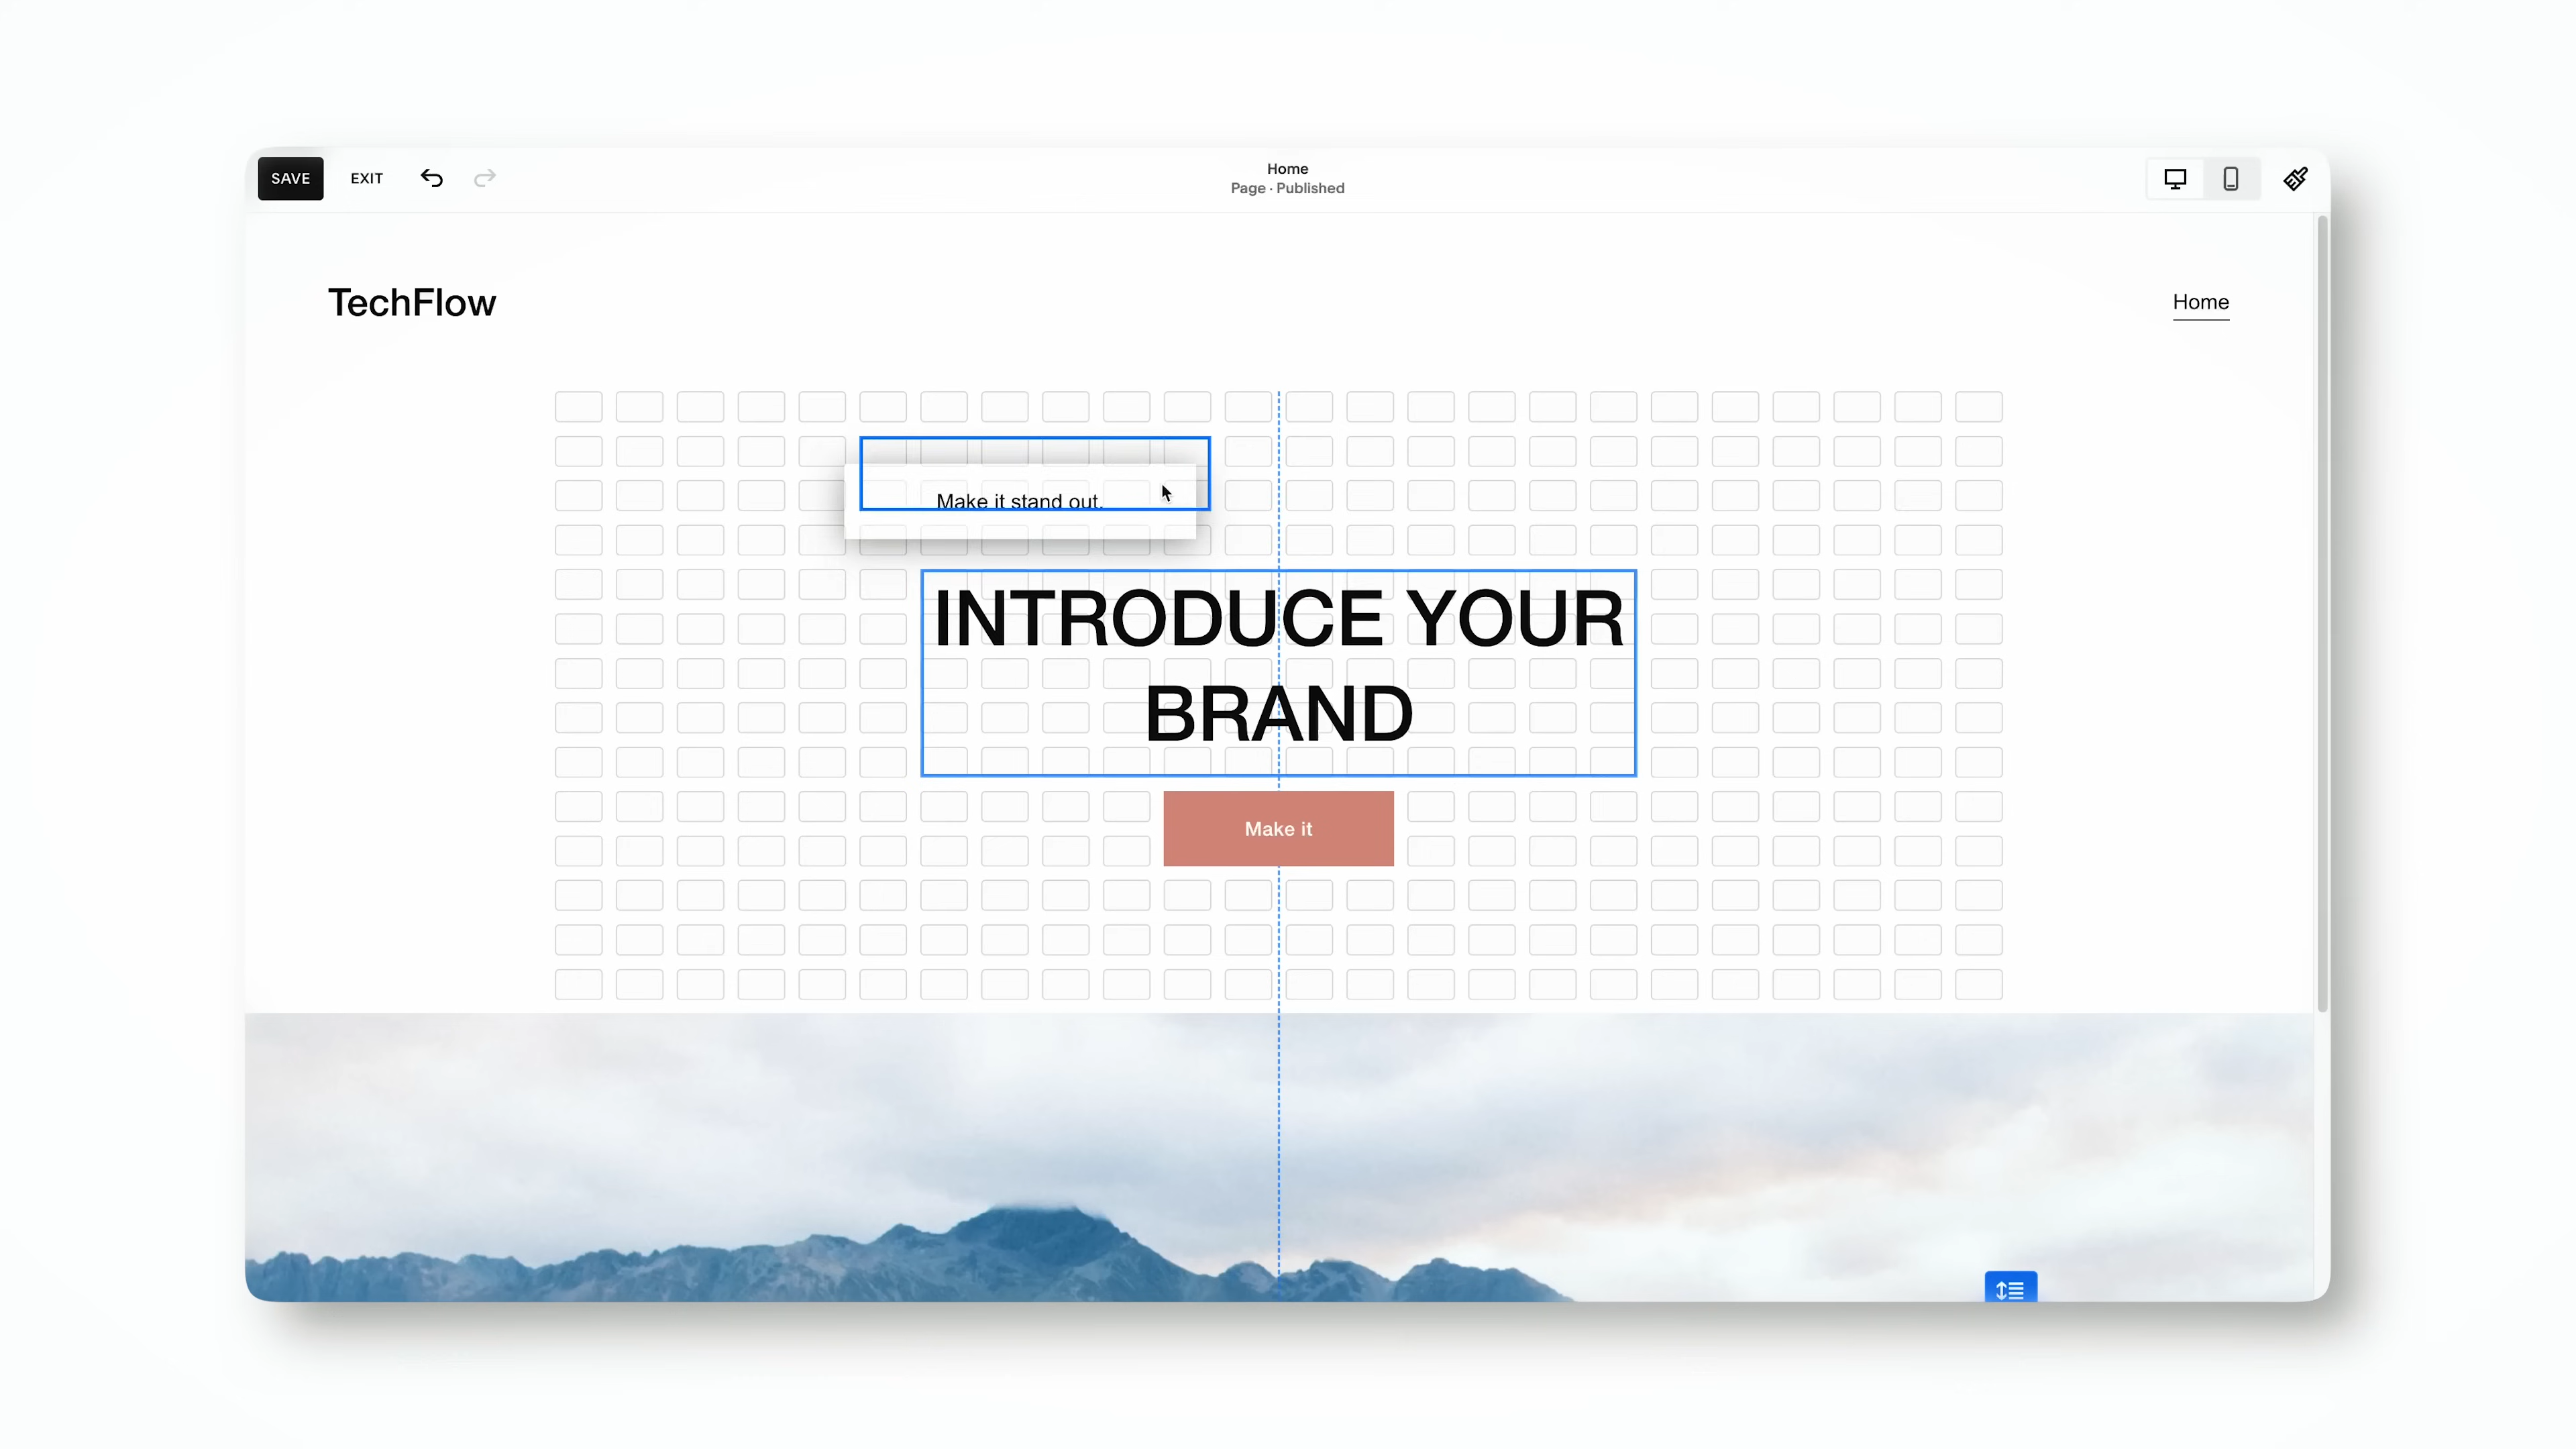 SAVE
EXIT
Home
Page · Published
TechFlow
Home
Make it stand out.
INTRODUCE YOUR
BRAND
Make it